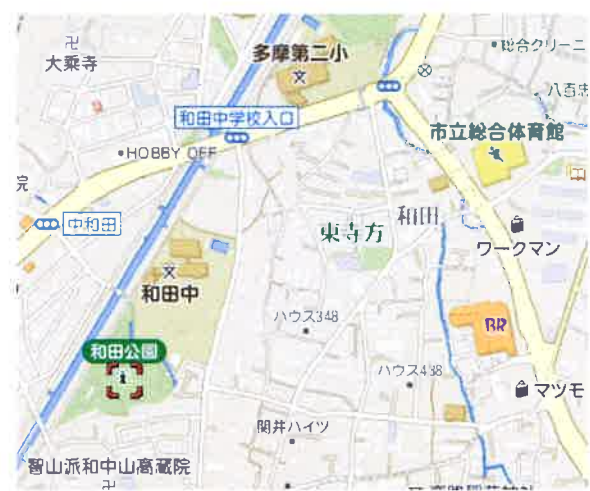 大乗寺
多摩第二小
総合クリーニ
八百忠
和田中学校入口
市立総合体育館
HOBBY OFF
院
中和田
東寺方
和田
ワークマン
和田中
ハウス348
BR
和田公園
ハウス438
マツモ
関井ハイツ
智山派和中山高蔵院